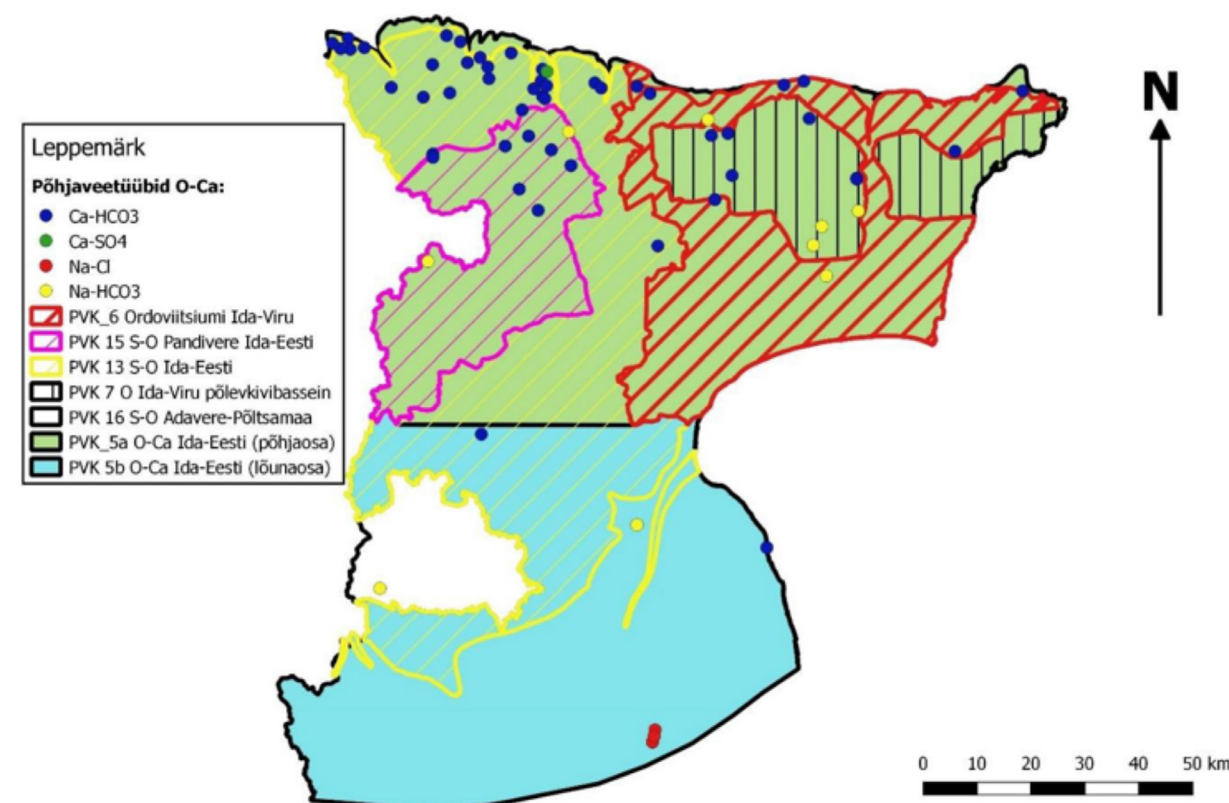 N
Leppemärk
Põhjaveetüübid O-Ca:
Ca-HCO3
Ca-SO4
Na-Cl
Na-HCO3
PVK_6 Ordoviitsiumi Ida-Viru
PVK 15 S-O Pandivere Ida-Eesti
PVK 13 S-O Ida-Eesti
PVK 7 O Ida-Viru põlevkivibassein
PVK 16 S-O Adavere-Põltsamaa
PVK_5a O-Ca Ida-Eesti (põhjaosa)
PVK 5b O-Ca Ida-Eesti (lõunaosa)
0 10 20 30 40 50 km